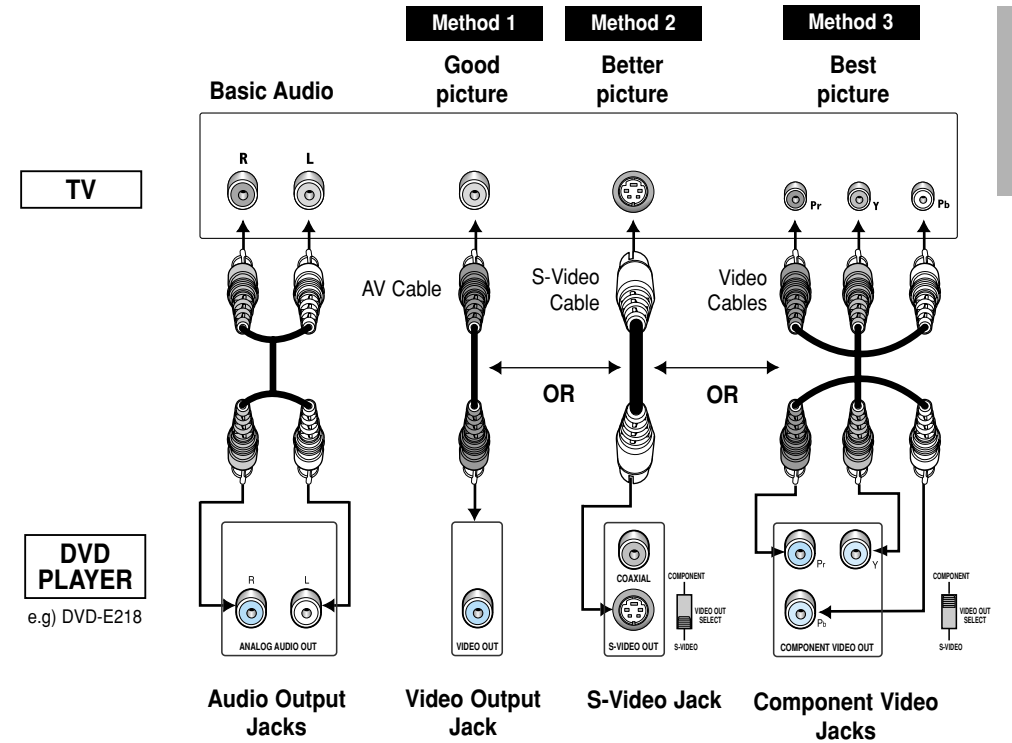 Method 1
Method 2
Method 3
Good
picture
Better
picture
Best
picture
Basic Audio
R
L
TV
Pr
Y
Pb
AV Cable
S-Video
Cable
Video
Cables
OR
OR
DVD
PLAYER
e.g) DVD-E218
R
L
ANALOG AUDIO OUT
VIDEO OUT
COAXIAL
S-VIDEO OUT
COMPONENT
VIDEO OUT
SELECT
S-VIDEO
Pr
Y
Pb
COMPONENT VIDEO OUT
COMPONENT
VIDEO OUT
SELECT
S-VIDEO
Audio Output
Jacks
Video Output
Jack
S-Video Jack
Component Video
Jacks